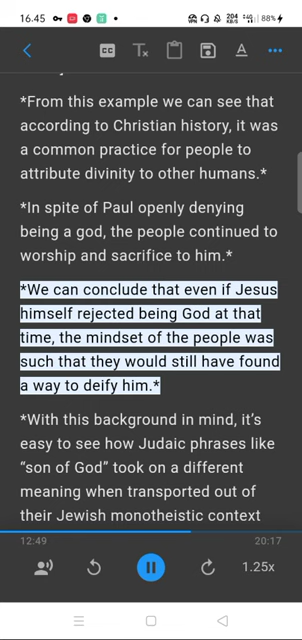 16.45
204 KB/S
4G
88%
CC
T×
A
*From this example we can see that
according to Christian history, it was
a common practice for people to
attribute divinity to other humans.*
*In spite of Paul openly denying
being a god, the people continued to
worship and sacrifice to him.*
*We can conclude that even if Jesus
himself rejected being God at that
time, the mindset of the people was
such that they would still have found
a way to deify him.*
*With this background in mind, it’s
easy to see how Judaic phrases like
“son of God” took on a different
meaning when transported out of
their Jewish monotheistic context
12:49
20:17
1.25x